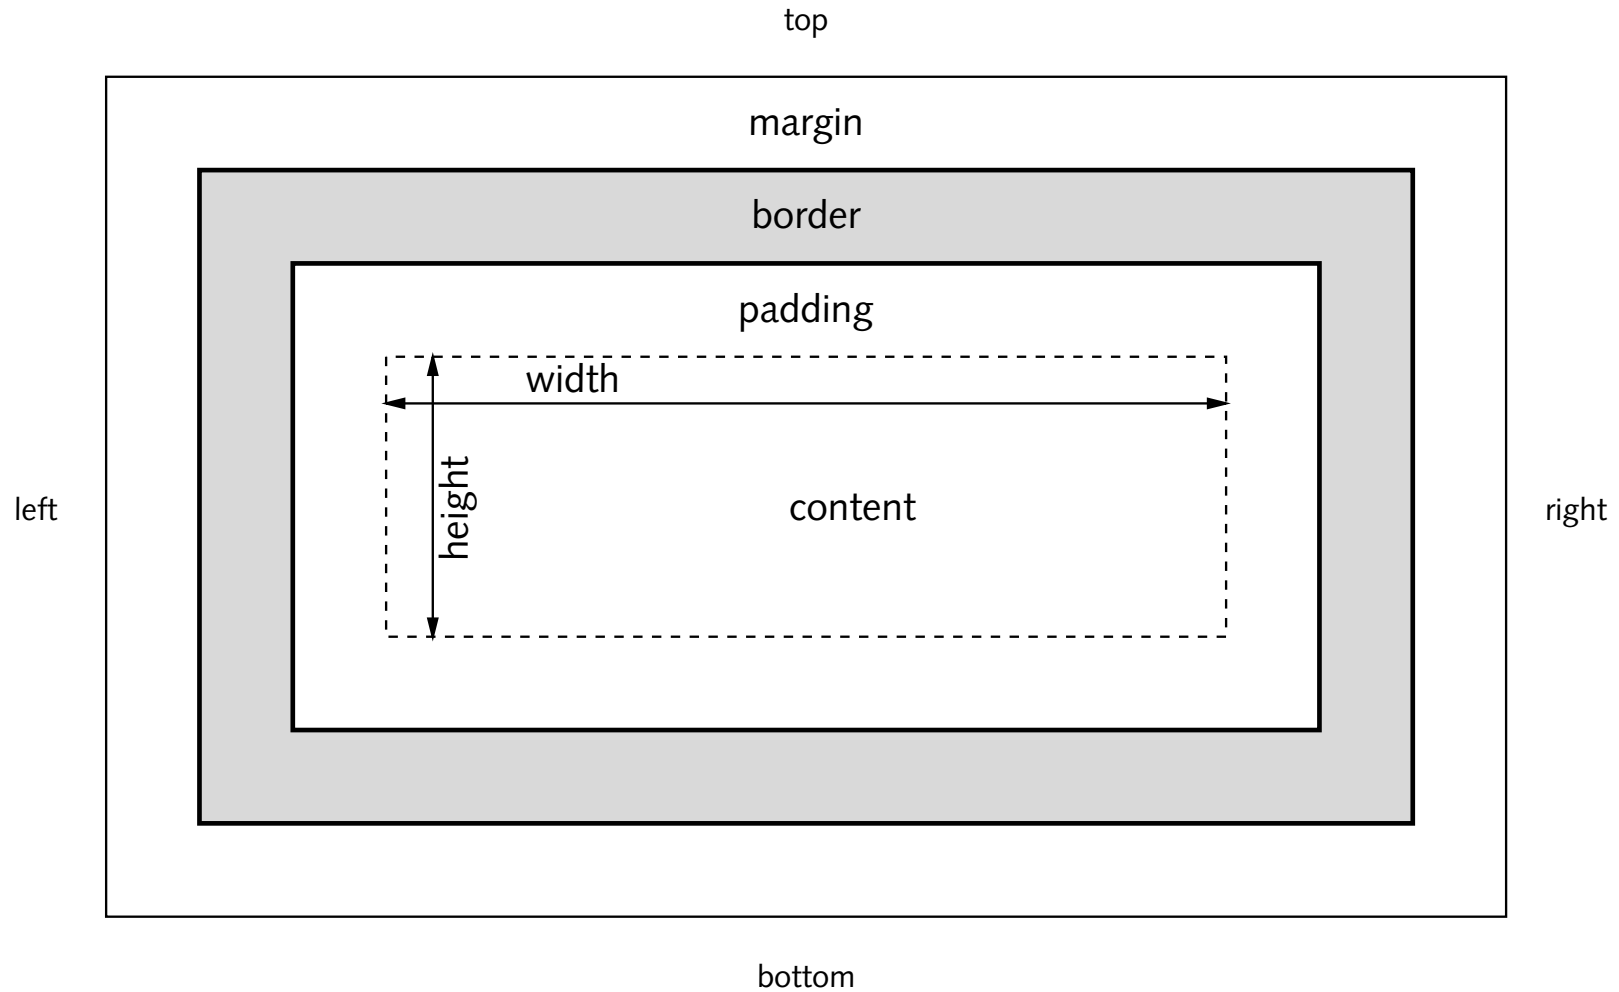 top
margin
border
padding
width
height
content
left
right
bottom